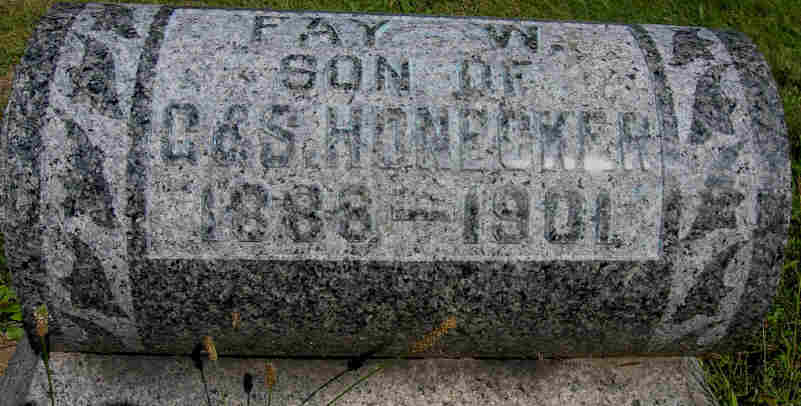 FAY W.
SON OF
G & S. HONECKER
1888 — 1901